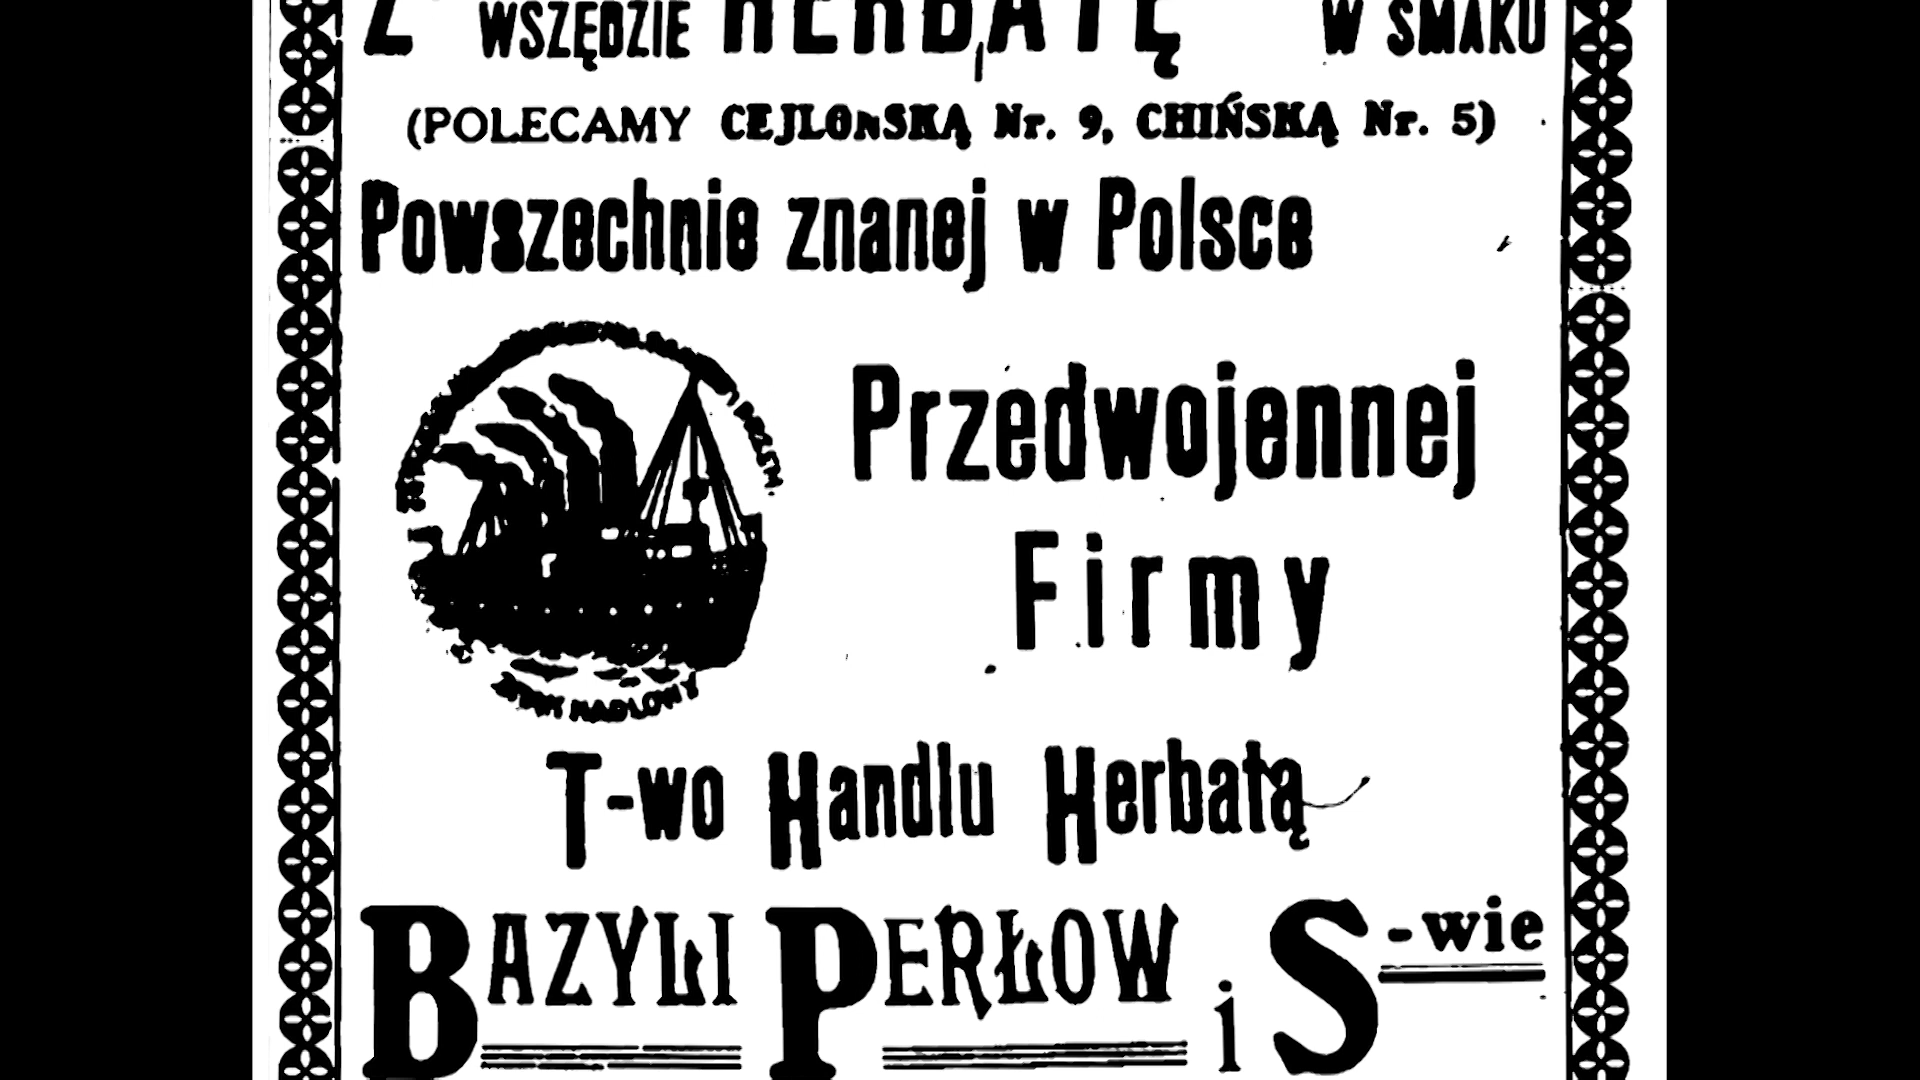 WSZĘDZIE HERBATĘ W SMAKU
(POLECAMY CEJLONSKĄ Nr. 9, CHIŃSKĄ Nr. 5)
Powszechnie znanej w Polsce
Przedwojennej
Firmy
T-wo Handlu Herbatą
BAZYLI PERŁOW i S-wie